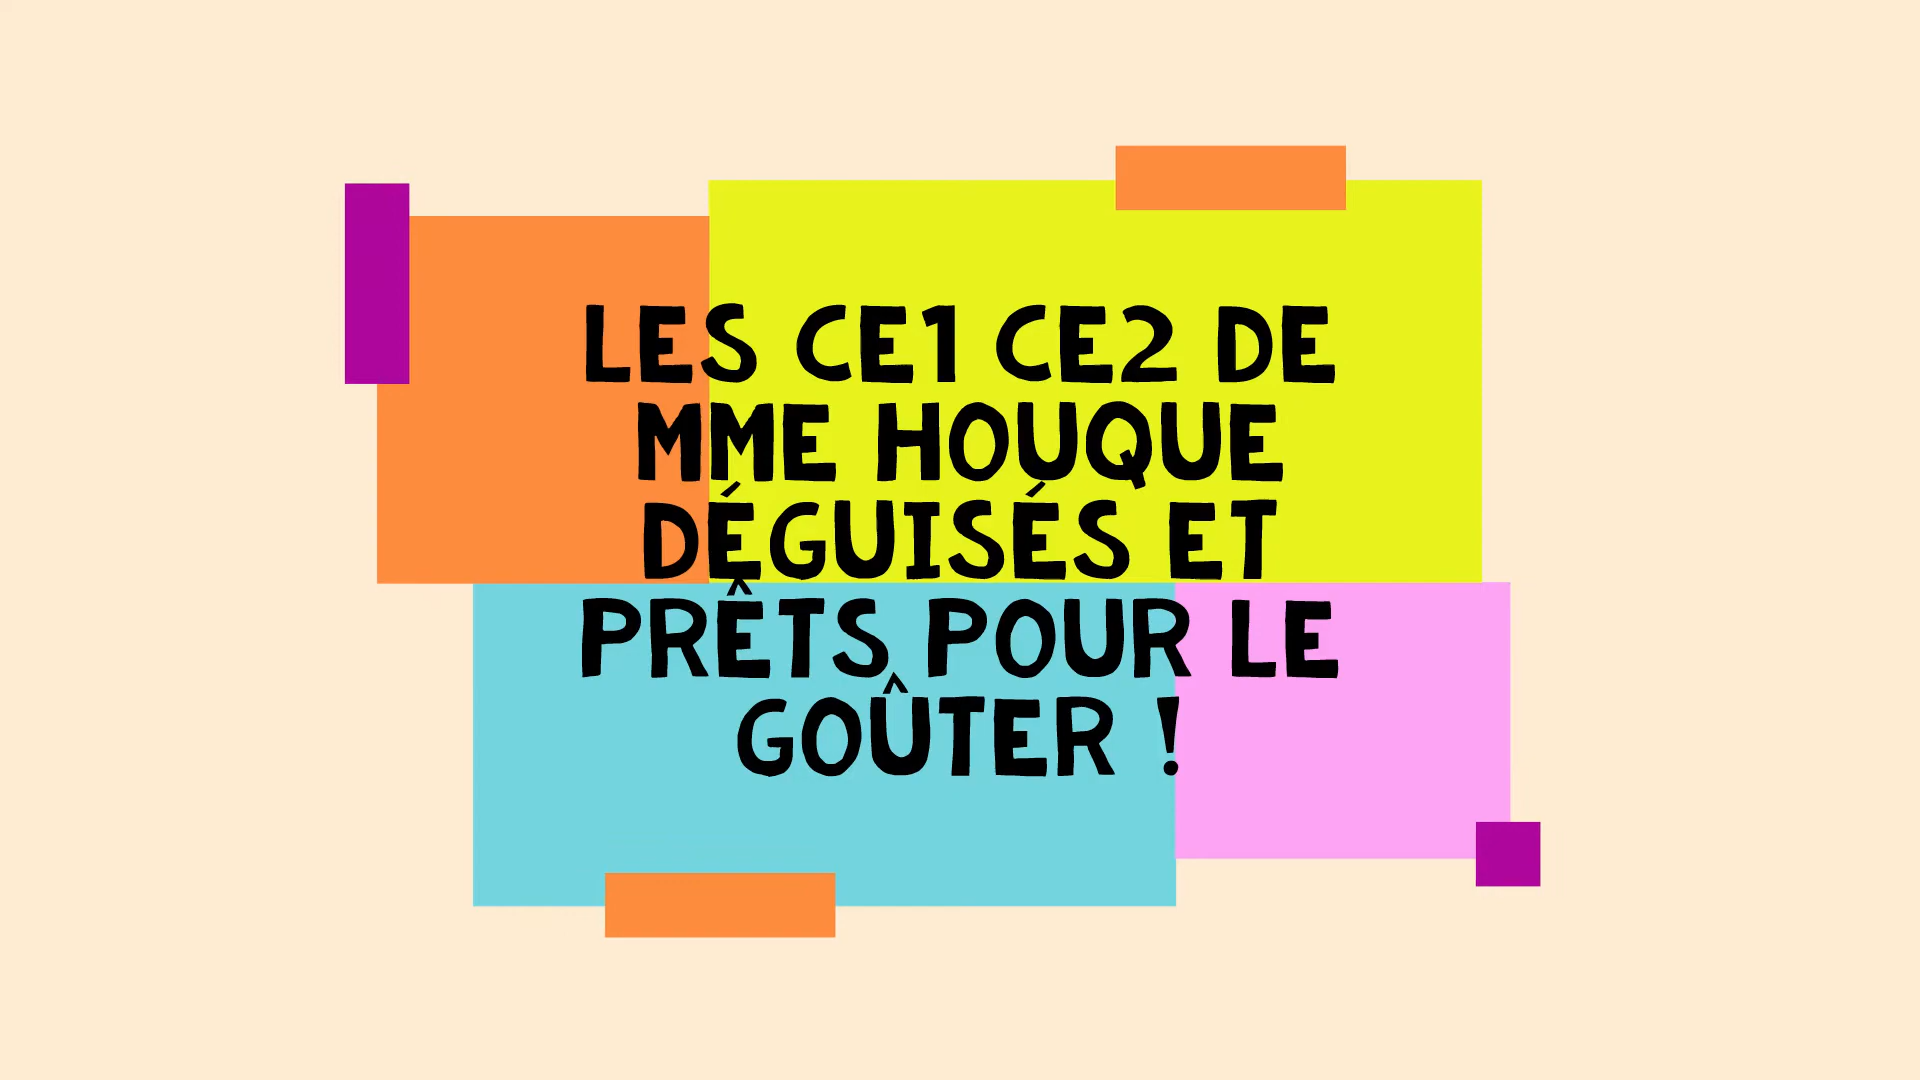 LES CE1 CE2 DE
MME HOUQUE
DÉGUISÉS ET
PRÊTS POUR LE
GOÛTER !